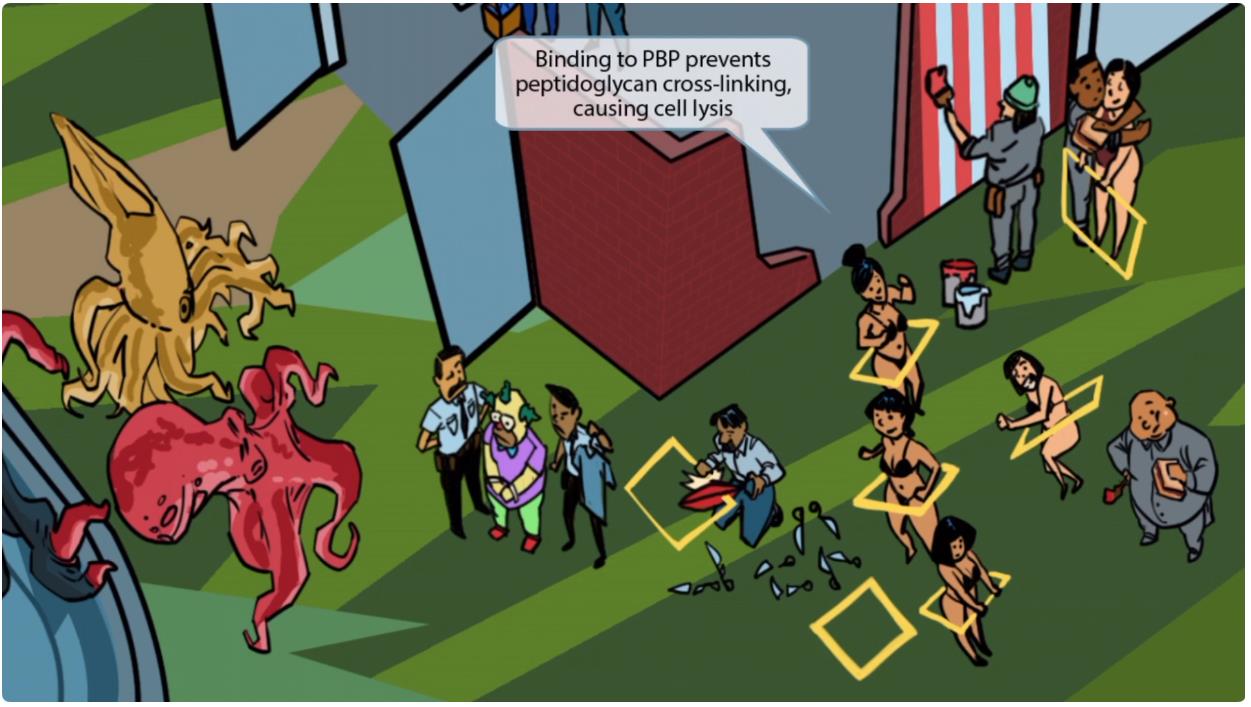 Binding to PBP prevents
peptidoglycan cross-linking,
causing cell lysis